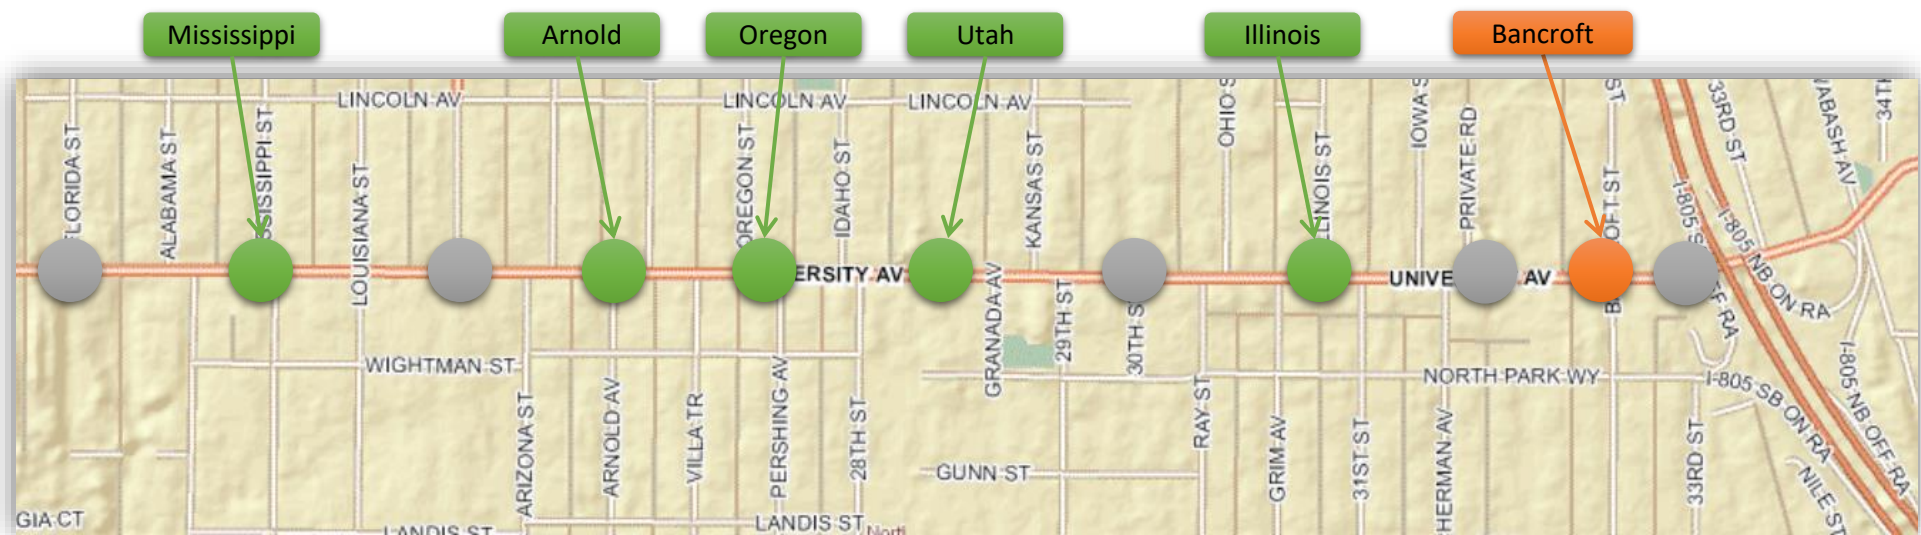 Mississippi
Arnold
Oregon
Utah
Illinois
Bancroft
LINCOLN AV
LINCOLN AV
LINCOLN AV
FLORIDA ST
ALABAMA ST
SISSIPPI ST
LOUISIANA ST
OREGON ST
IDAHO ST
KANSAS ST
OHIO S
LINOIS ST
IOWA S
PRIVATE RD
ST
OFT ST
33RD ST
WABASH AV
34TH
I-805 S
OFF RA
I-805 NB ON RA
ERSITY AV
UNIVE
AV
B
GRANADA AV
29TH ST
30TH S
WIGHTMAN ST
NORTH PARK WY
I-805 SB ON RA
I-805 NB OFF RA
ARIZONA ST
ARNOLD AV
VILLA TR
PERSHING AV
28TH ST
RAY ST
GRIM AV
31ST ST
HERMAN AV
33RD ST
NILE ST
GUNN ST
GIA CT
LANDIS ST
LANDIS ST
North